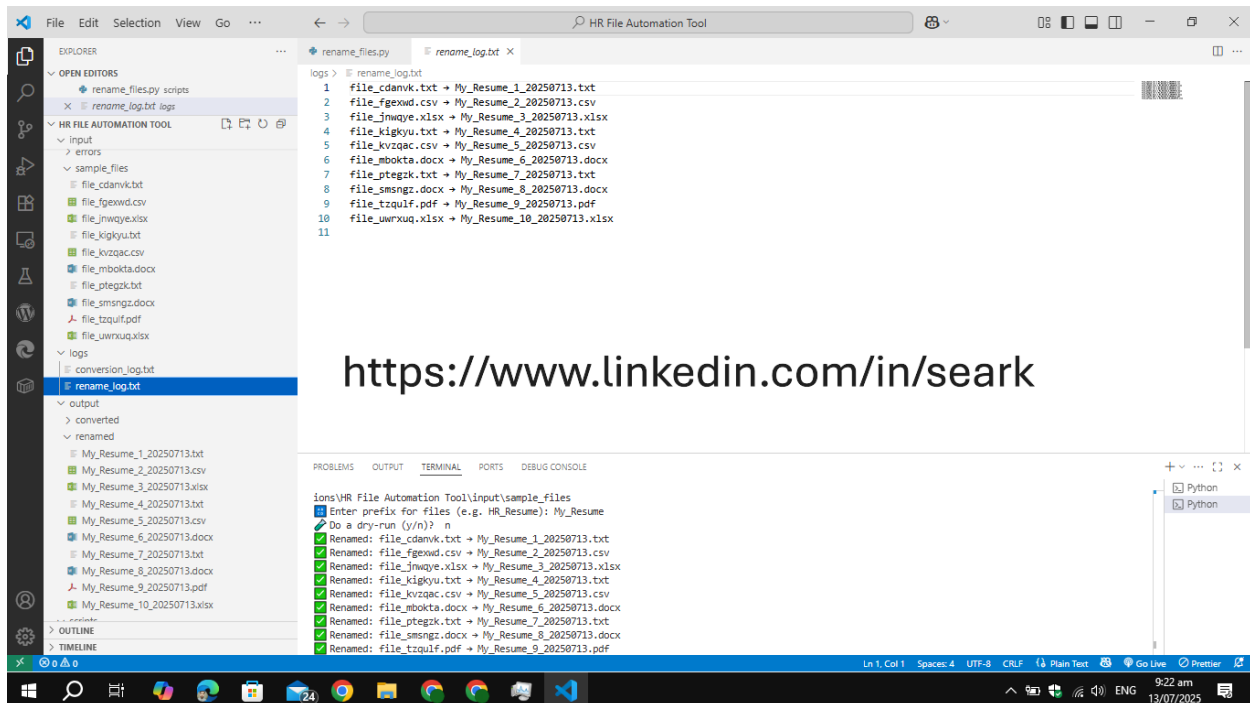 File Edit Selection View Go ···
HR File Automation Tool
EXPLORER
OPEN EDITORS
rename_files.py scripts
rename_log.txt logs
HR FILE AUTOMATION TOOL
input
errors
sample_files
file_cdanvk.txt
file_fgexwd.csv
file_jnwqye.xlsx
file_kigkyu.txt
file_kvzqac.csv
file_mbokta.docx
file_ptegzk.txt
file_smsngz.docx
file_tzqulf.pdf
file_uwrxuq.xlsx
logs
conversion_log.txt
rename_log.txt
output
converted
renamed
My_Resume_1_20250713.txt
My_Resume_2_20250713.csv
My_Resume_3_20250713.xlsx
My_Resume_4_20250713.txt
My_Resume_5_20250713.csv
My_Resume_6_20250713.docx
My_Resume_7_20250713.txt
My_Resume_8_20250713.docx
My_Resume_9_20250713.pdf
My_Resume_10_20250713.xlsx
scripts
OUTLINE
TIMELINE
rename_files.py rename_log.txt
logs > rename_log.txt
1 file_cdanvk.txt → My_Resume_1_20250713.txt
2 file_fgexwd.csv → My_Resume_2_20250713.csv
3 file_jnwqye.xlsx → My_Resume_3_20250713.xlsx
4 file_kigkyu.txt → My_Resume_4_20250713.txt
5 file_kvzqac.csv → My_Resume_5_20250713.csv
6 file_mbokta.docx → My_Resume_6_20250713.docx
7 file_ptegzk.txt → My_Resume_7_20250713.txt
8 file_smsngz.docx → My_Resume_8_20250713.docx
9 file_tzqulf.pdf → My_Resume_9_20250713.pdf
10 file_uwrxuq.xlsx → My_Resume_10_20250713.xlsx
11
https://www.linkedin.com/in/seark
PROBLEMS OUTPUT TERMINAL PORTS DEBUG CONSOLE
Python
Python
ions\HR File Automation Tool\input\sample_files
Enter prefix for files (e.g. HR_Resume): My_Resume
Do a dry-run (y/n)? n
Renamed: file_cdanvk.txt → My_Resume_1_20250713.txt
Renamed: file_fgexwd.csv → My_Resume_2_20250713.csv
Renamed: file_jnwqye.xlsx → My_Resume_3_20250713.xlsx
Renamed: file_kigkyu.txt → My_Resume_4_20250713.txt
Renamed: file_kvzqac.csv → My_Resume_5_20250713.csv
Renamed: file_mbokta.docx → My_Resume_6_20250713.docx
Renamed: file_ptegzk.txt → My_Resume_7_20250713.txt
Renamed: file_smsngz.docx → My_Resume_8_20250713.docx
Renamed: file_tzqulf.pdf → My_Resume_9_20250713.pdf
0 0 Ln 1, Col 1 Spaces: 4 UTF-8 CRLF Plain Text Go Live Prettier
24 ENG 9:22 am
13/07/2025